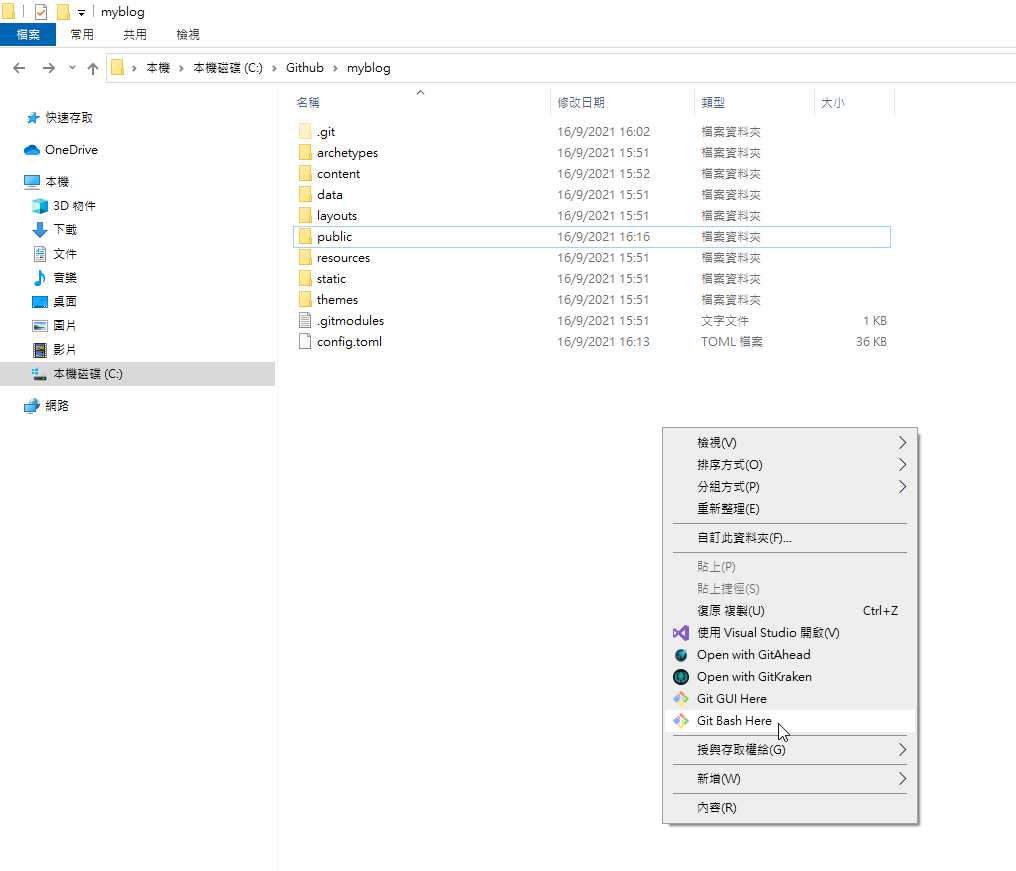 myblog
檔案 常用 共用 檢視
本機 本機磁碟 (C:) Github myblog
名稱 修改日期 類型 大小
快速存取
OneDrive
本機
3D 物件
下載
文件
音樂
桌面
圖片
影片
本機磁碟 (C:)
網路
.git 16/9/2021 16:02 檔案資料夾
archetypes 16/9/2021 15:51 檔案資料夾
content 16/9/2021 15:52 檔案資料夾
data 16/9/2021 15:51 檔案資料夾
layouts 16/9/2021 15:51 檔案資料夾
public 16/9/2021 16:16 檔案資料夾
resources 16/9/2021 15:51 檔案資料夾
static 16/9/2021 15:51 檔案資料夾
themes 16/9/2021 15:51 檔案資料夾
.gitmodules 16/9/2021 15:51 文字文件 1 KB
config.toml 16/9/2021 16:13 TOML 檔案 36 KB
檢視(V)
排序方式(O)
分組方式(P)
重新整理(E)
自訂此資料夾(F)...
貼上(P)
貼上捷徑(S)
復原 複製(U) Ctrl+Z
使用 Visual Studio 開啟(V)
Open with GitAhead
Open with GitKraken
Git GUI Here
Git Bash Here
授與存取權給(G)
新增(W)
內容(R)